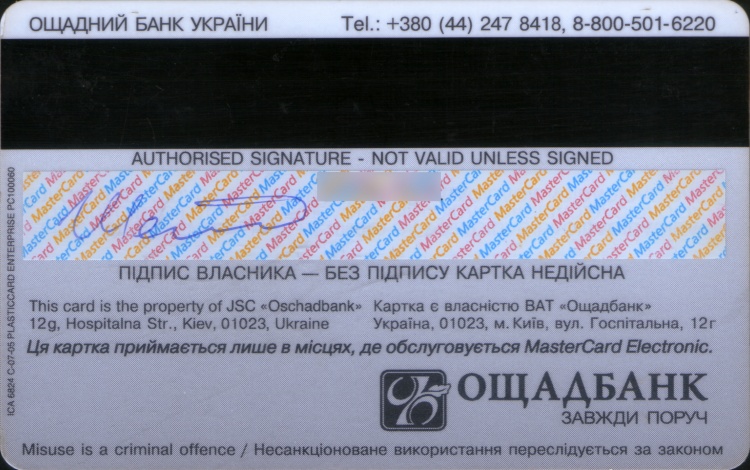 ОЩАДНИЙ БАНК УКРАЇНИ Tel.: +380 (44) 247 8418, 8-800-501-6220
AUTHORISED SIGNATURE - NOT VALID UNLESS SIGNED
MasterCard MasterCard MasterCard MasterCard
ПІДПИС ВЛАСНИКА — БЕЗ ПІДПИСУ КАРТКА НЕДІЙСНА
This card is the property of JSC «Oschadbank»
12g, Hospitalna Str., Kiev, 01023, Ukraine
Картка є власністю ВАТ «Ощадбанк»
Україна, 01023, м. Київ, вул. Госпітальна, 12г
Ця картка приймається лише в місцях, де обслуговується MasterCard Electronic.
ОЩАДБАНК
ЗАВЖДИ ПОРУЧ
Misuse is a criminal offence / Несанкціоноване використання переслідується за законом
ICA 6824 C-07-05 PLASTICCARD ENTERPRISE PC100060